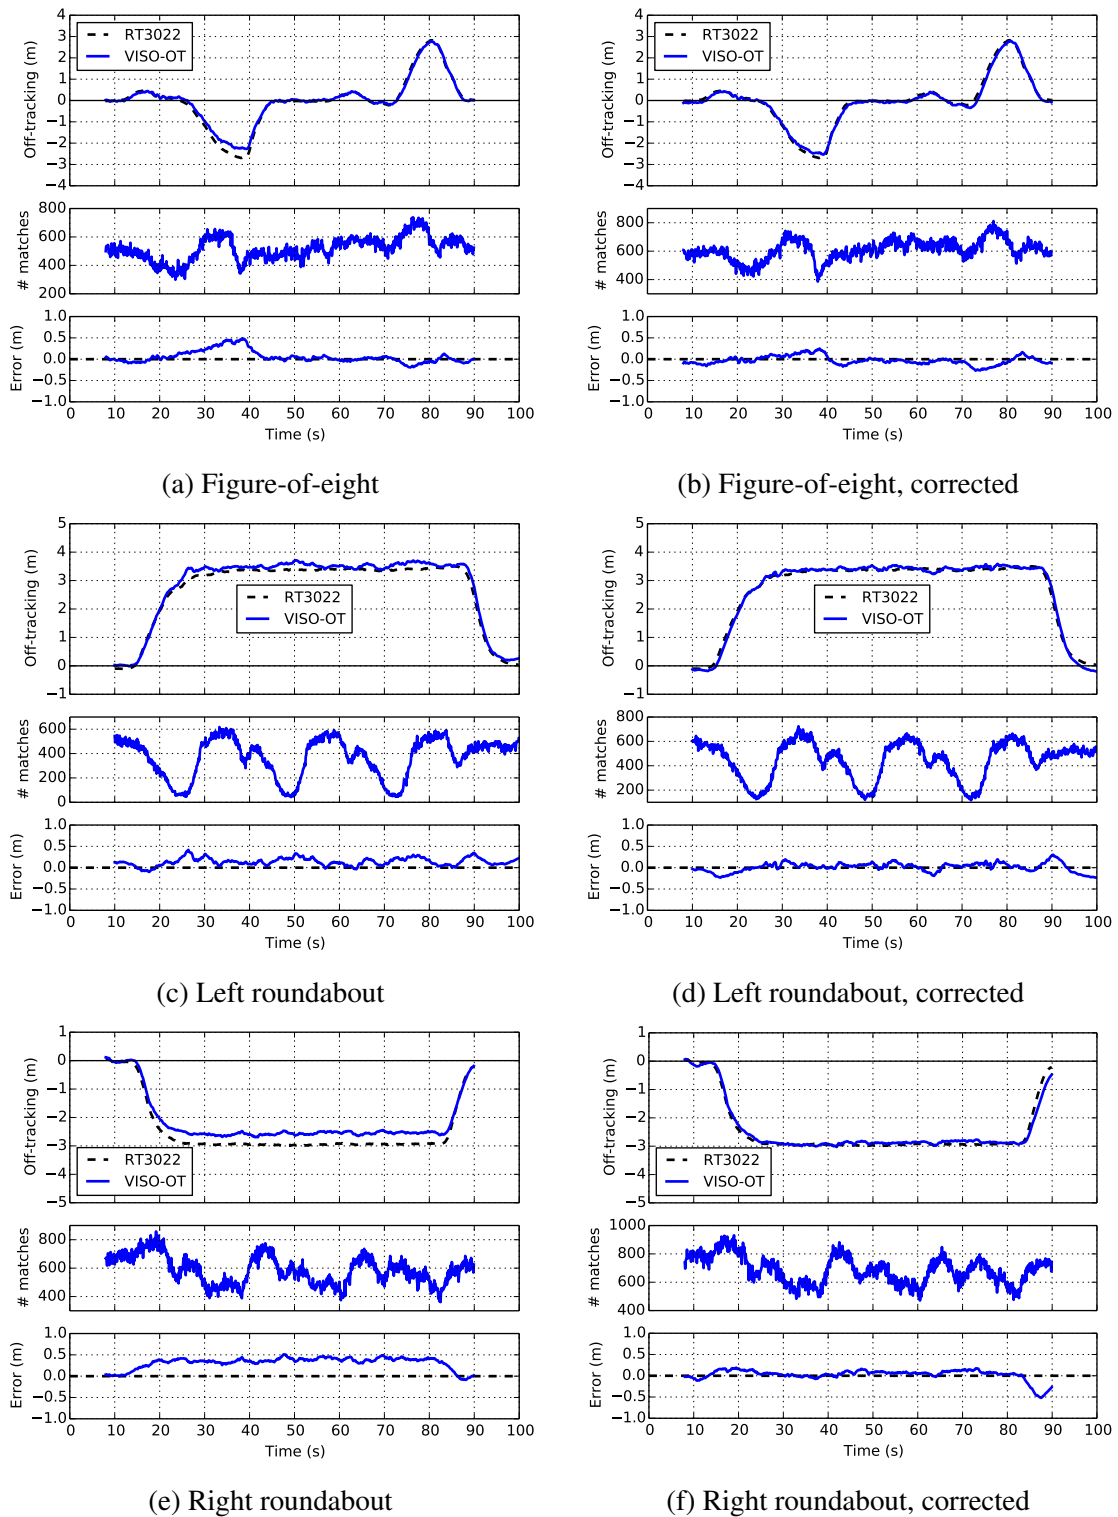 4
3
2
1
0
−1
−2
−3
−4
Off-tracking (m)
RT3022
VISO-OT
800
600
400
200
# matches
1.0
0.5
0.0
−0.5
−1.0
Error (m)
0 10 20 30 40 50 60 70 80 90 100
Time (s)
(a) Figure-of-eight
4
3
2
1
0
−1
−2
−3
−4
Off-tracking (m)
RT3022
VISO-OT
800
600
400
# matches
1.0
0.5
0.0
−0.5
−1.0
Error (m)
0 10 20 30 40 50 60 70 80 90 100
Time (s)
(b) Figure-of-eight, corrected
5
4
3
2
1
0
−1
Off-tracking (m)
RT3022
VISO-OT
600
400
200
0
# matches
1.0
0.5
0.0
−0.5
−1.0
Error (m)
0 10 20 30 40 50 60 70 80 90 100
Time (s)
(c) Left roundabout
5
4
3
2
1
0
−1
Off-tracking (m)
RT3022
VISO-OT
800
600
400
200
# matches
1.0
0.5
0.0
−0.5
−1.0
Error (m)
0 10 20 30 40 50 60 70 80 90 100
Time (s)
(d) Left roundabout, corrected
1
0
−1
−2
−3
−4
−5
Off-tracking (m)
RT3022
VISO-OT
800
600
400
# matches
1.0
0.5
0.0
−0.5
−1.0
Error (m)
0 10 20 30 40 50 60 70 80 90 100
Time (s)
(e) Right roundabout
1
0
−1
−2
−3
−4
−5
Off-tracking (m)
RT3022
VISO-OT
1000
800
600
400
# matches
1.0
0.5
0.0
−0.5
−1.0
Error (m)
0 10 20 30 40 50 60 70 80 90 100
Time (s)
(f) Right roundabout, corrected